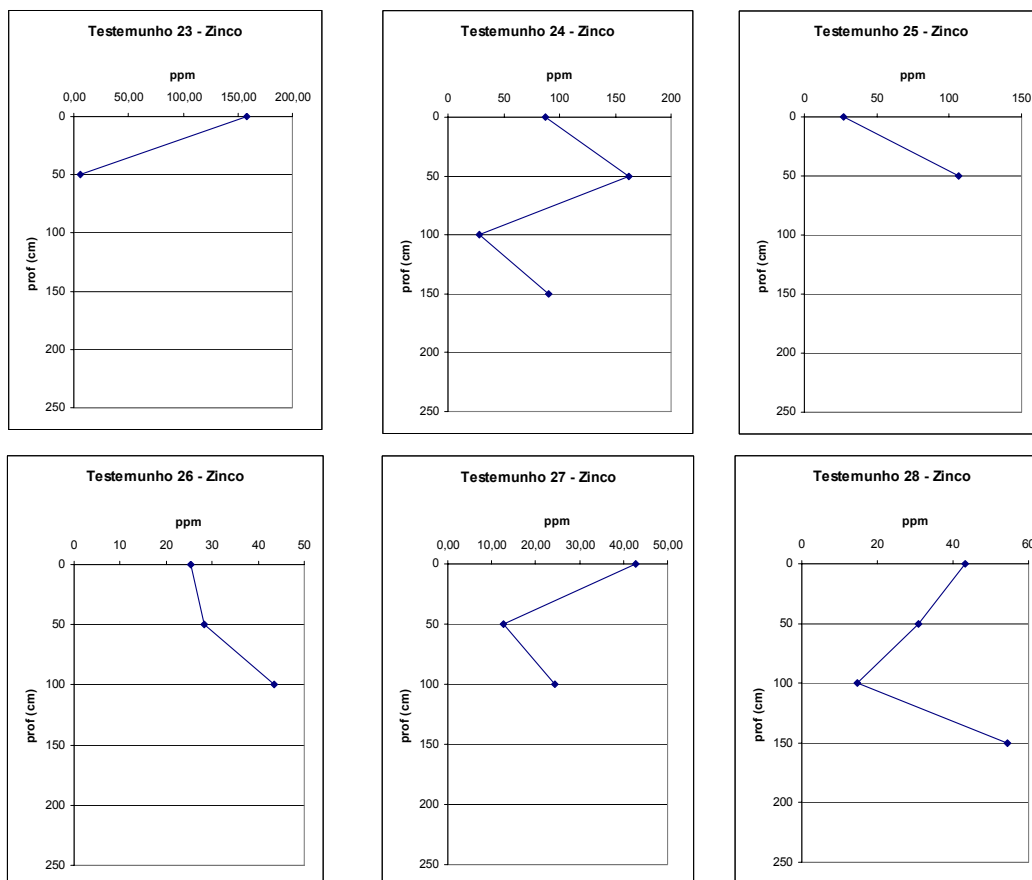 Testemunho 23 - Zinco
ppm
0,00 50,00 100,00 150,00 200,00
0
50
100
150
200
250
prof (cm)
Testemunho 24 - Zinco
ppm
0 50 100 150 200
0
50
100
150
200
250
prof (cm)
Testemunho 25 - Zinco
ppm
0 50 100 150
0
50
100
150
200
250
prof (cm)
Testemunho 26 - Zinco
ppm
0 10 20 30 40 50
0
50
100
150
200
250
prof (cm)
Testemunho 27 - Zinco
ppm
0,00 10,00 20,00 30,00 40,00 50,00
0
50
100
150
200
250
prof (cm)
Testemunho 28 - Zinco
ppm
0 20 40 60
0
50
100
150
200
250
prof (cm)